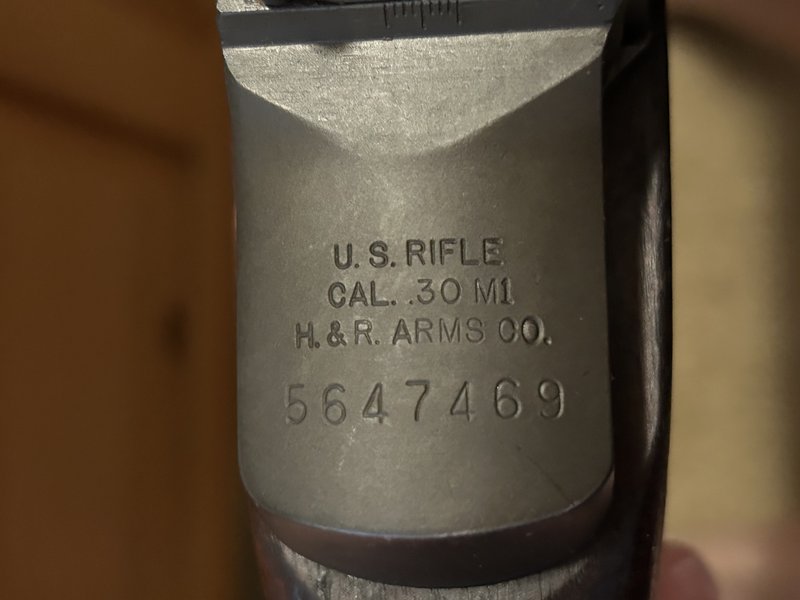 U. S. RIFLE
CAL. .30 M1
H. & R. ARMS CO.
5647469